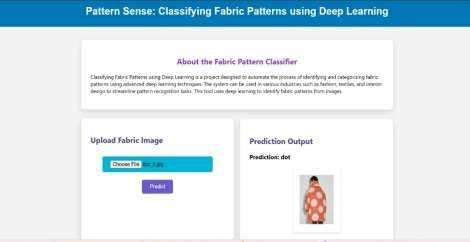 Pattern Sense: Classifying Fabric Patterns using Deep Learning
About the Fabric Pattern Classifier
Classifying Fabric Patterns using Deep Learning is a project designed to automate the process of identifying and categorizing fabric
patterns using advanced deep learning techniques. The system can be used in various industries such as fashion, textiles, and interior
design to streamline pattern recognition tasks. This tool uses deep learning to identify fabric patterns from images.
Upload Fabric Image
Choose File
Predict
Prediction Output
Prediction: dot